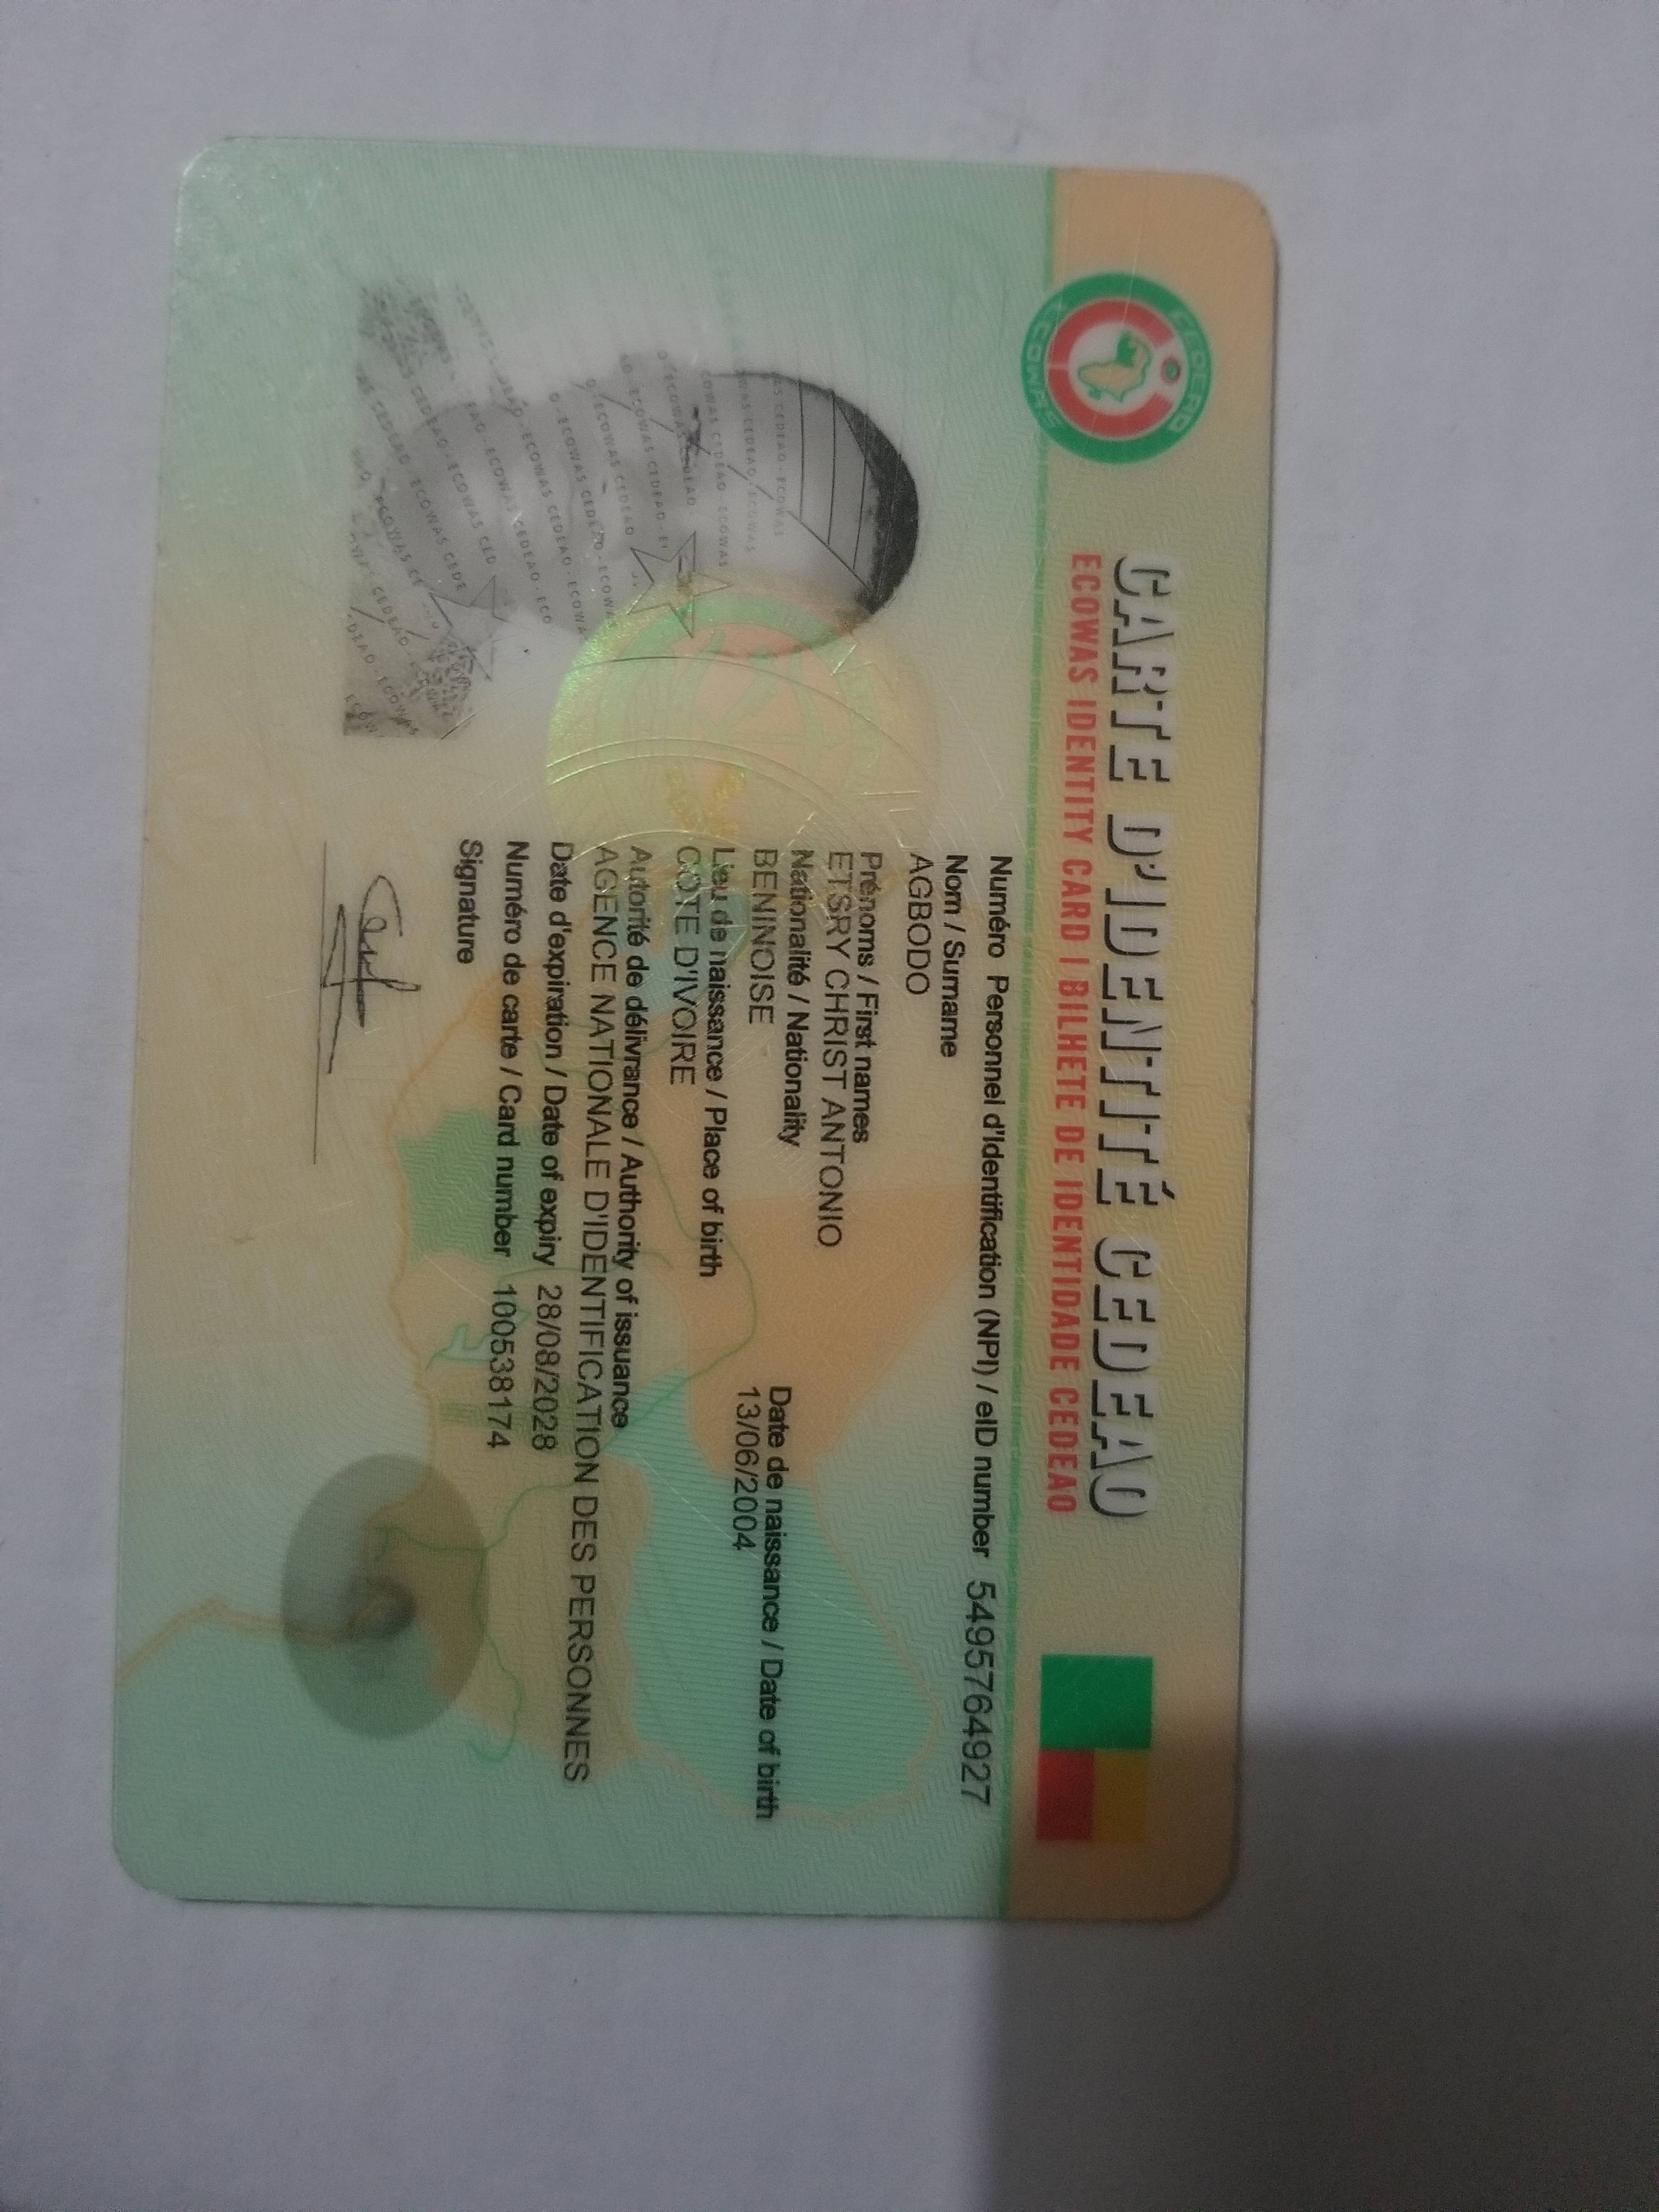 CEDEAO
ECOWAS
CARTE D'IDENTITÉ CEDEAO
ECOWAS IDENTITY CARD | BILHETE DE IDENTIDADE CEDEAO
Numéro Personnel d'Identification (NPI) / eID number 5495764927
Nom / Surname
AGBODO
Prénoms / First names
ETSRY CHRIST ANTONIO
Nationalité / Nationality
BENINOISE
Date de naissance / Date of birth
13/06/2004
Lieu de naissance / Place of birth
COTE D'IVOIRE
Autorité de délivrance / Authority of issuance
AGENCE NATIONALE D'IDENTIFICATION DES PERSONNES
Date d'expiration / Date of expiry 28/08/2028
Numéro de carte / Card number 100538174
Signature